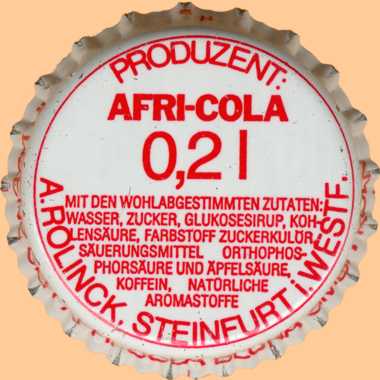 PRODUZENT:
AFRI-COLA
0,2 l
MIT DEN WOHLABGESTIMMTEN ZUTATEN:
WASSER, ZUCKER, GLUKOSESIRUP, KOH-
LENSÄURE, FARBSTOFF ZUCKERKULÖR,
SÄUERUNGSMITTEL ORTHOPHOS-
PHORSÄURE UND ÄPFELSÄURE,
KOFFEIN, NATÜRLICHE
AROMASTOFFE
A. ROLINCK, STEINFURT i. WESTF.